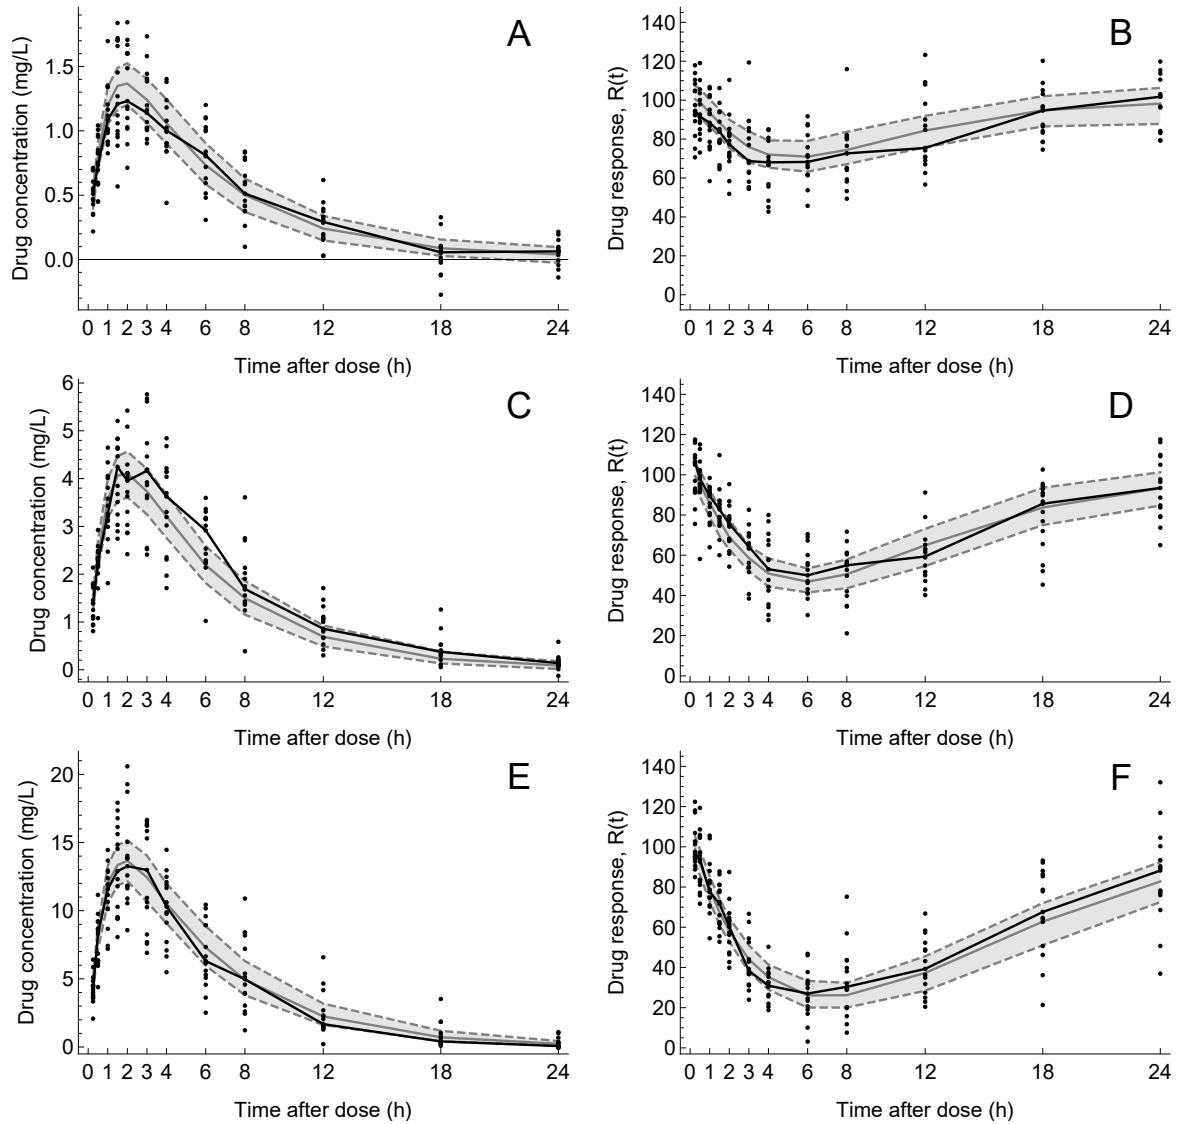 A
Drug concentration (mg/L)
1.5
1.0
0.5
0.0
0 1 2 3 4 6 8 12 18 24
Time after dose (h)
B
Drug response, R(t)
140
120
100
80
60
40
20
0
0 1 2 3 4 6 8 12 18 24
Time after dose (h)
C
Drug concentration (mg/L)
6
5
4
3
2
1
0
0 1 2 3 4 6 8 12 18 24
Time after dose (h)
D
Drug response, R(t)
140
120
100
80
60
40
20
0
0 1 2 3 4 6 8 12 18 24
Time after dose (h)
E
Drug concentration (mg/L)
20
15
10
5
0
0 1 2 3 4 6 8 12 18 24
Time after dose (h)
F
Drug response, R(t)
140
120
100
80
60
40
20
0
0 1 2 3 4 6 8 12 18 24
Time after dose (h)